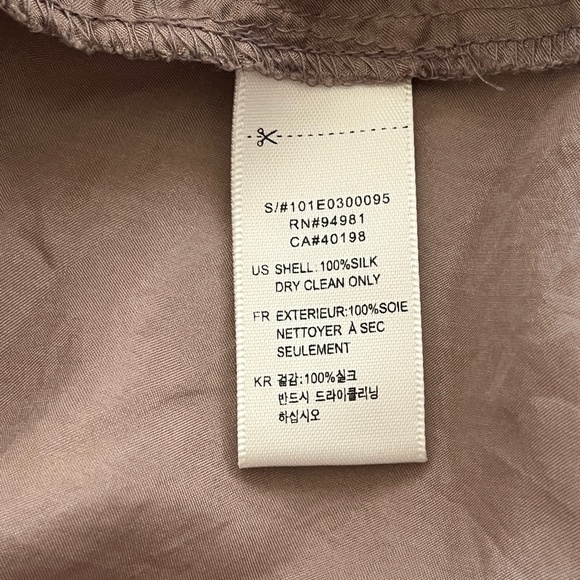 S/#101E0300095
RN#94981
CA#40198
US SHELL:100%SILK
DRY CLEAN ONLY
FR EXTERIEUR:100%SOIE
NETTOYER À SEC
SEULEMENT
KR 겉감:100%실크
반드시 드라이클리닝
하십시오